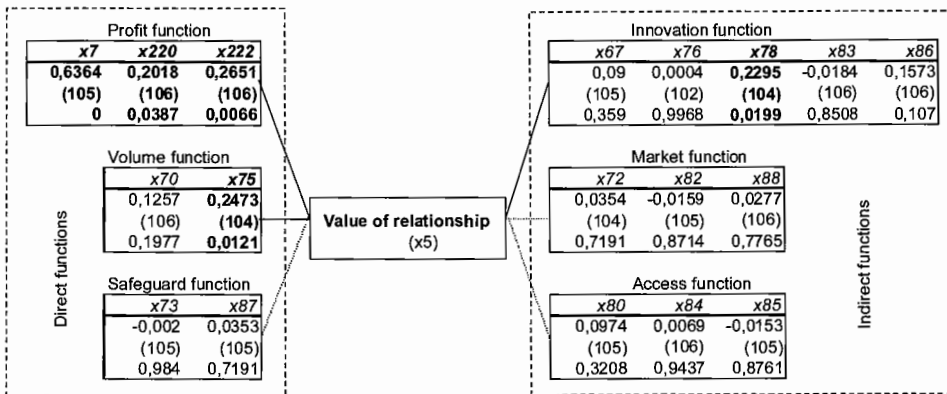 Profit function
x7 x220 x222
0,6364 0,2018 0,2651
(105) (106) (106)
0 0,0387 0,0066
Volume function
x70 x75
0,1257 0,2473
(106) (104)
0,1977 0,0121
Safeguard function
x73 x87
-0,002 0,0353
(105) (105)
0,984 0,7191
Direct functions
Value of relationship
(x5)
Innovation function
x67 x76 x78 x83 x86
0,09 0,0004 0,2295 -0,0184 0,1573
(105) (102) (104) (106) (106)
0,359 0,9968 0,0199 0,8508 0,107
Market function
x72 x82 x88
0,0354 -0,0159 0,0277
(104) (105) (106)
0,7191 0,8714 0,7765
Access function
x80 x84 x85
0,0974 0,0069 -0,0153
(105) (106) (105)
0,3208 0,9437 0,8761
Indirect functions